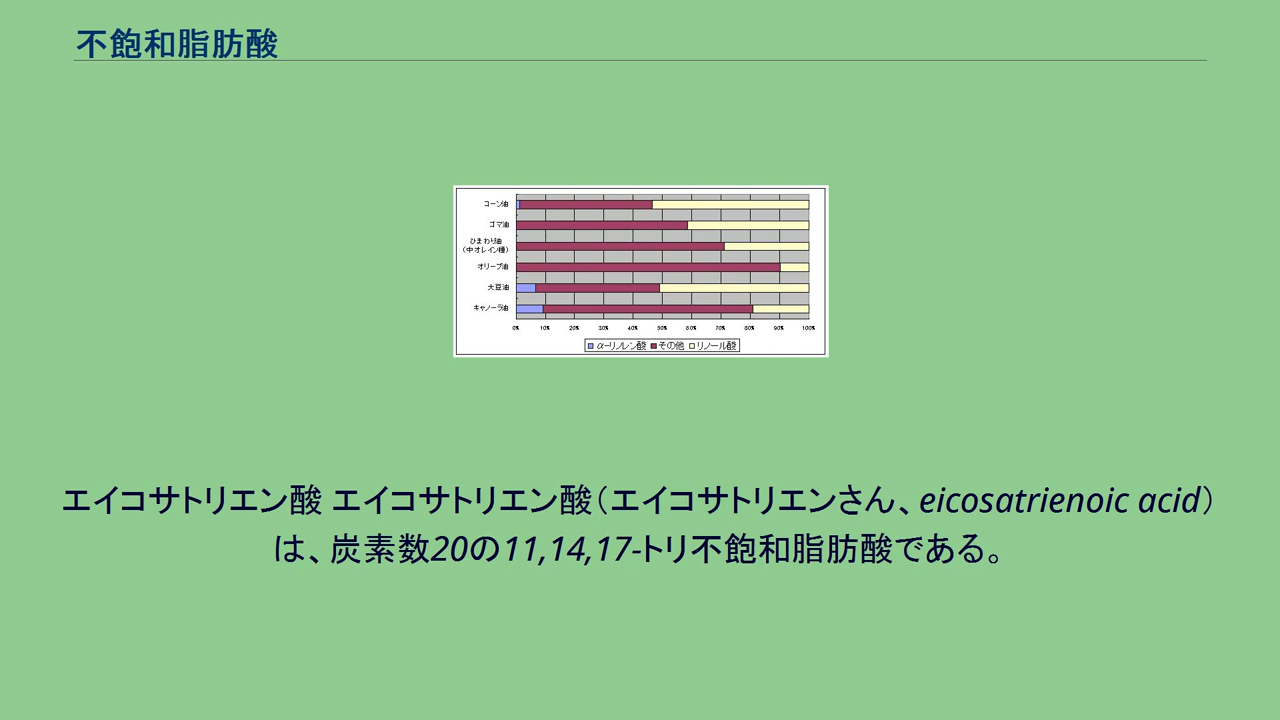 不飽和脂肪酸
コーン油
ゴマ油
ひまわり油
（中オレイン種）
オリーブ油
大豆油
キャノーラ油
0% 10% 20% 30% 40% 50% 60% 70% 80% 90% 100%
α-リノレン酸 その他 リノール酸
エイコサトリエン酸 エイコサトリエン酸（エイコサトリエンさん、eicosatrienoic acid）
は、炭素数20の11,14,17-トリ不飽和脂肪酸である。